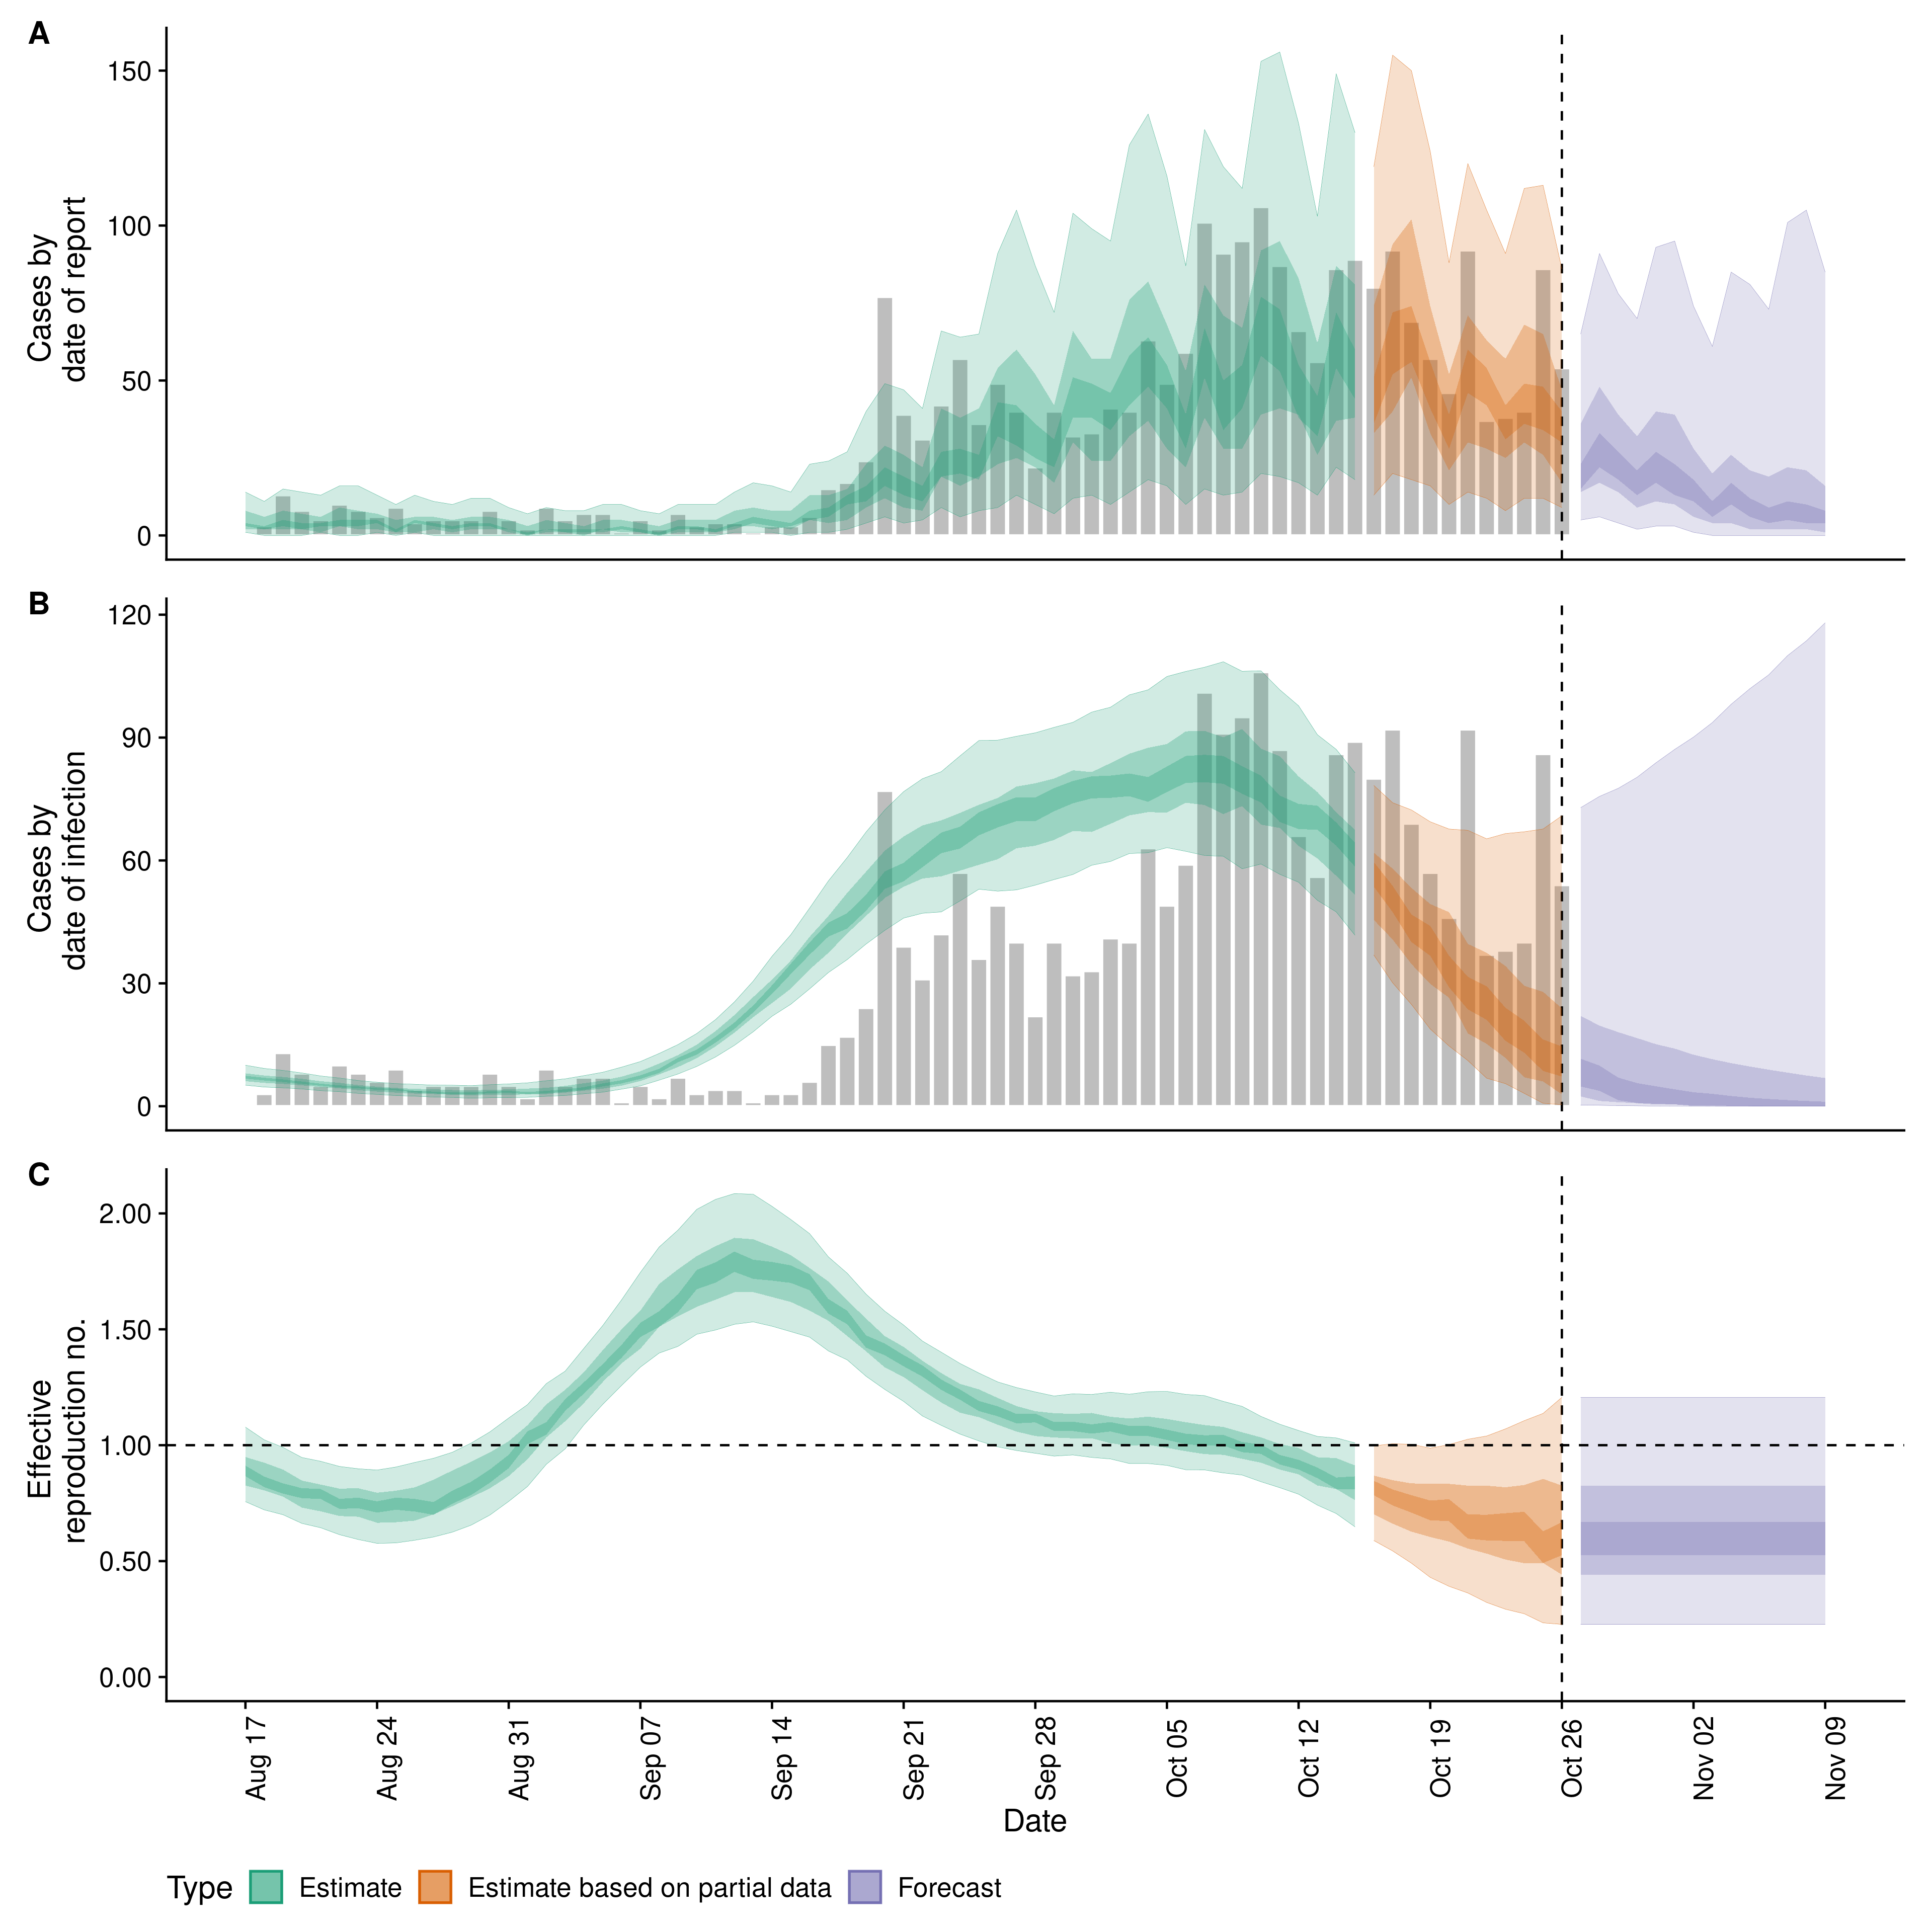 A
150
100
50
0
Cases by
date of report
B
120
90
60
30
0
Cases by
date of infection
C
2.00
1.50
1.00
0.50
0.00
Effective
reproduction no.
Aug 17
Aug 24
Aug 31
Sep 07
Sep 14
Sep 21
Sep 28
Oct 05
Oct 12
Oct 19
Oct 26
Nov 02
Nov 09
Date
Type Estimate Estimate based on partial data Forecast